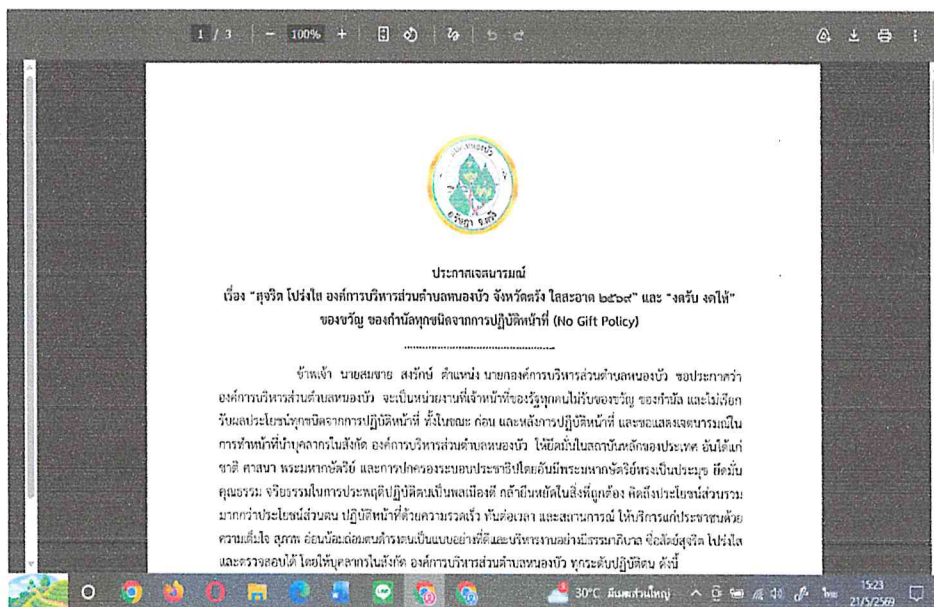 1 / 3 − 100% +
อบต.หนองบัว
อ.รัษฎา จ.ตรัง
ประกาศเจตนารมณ์
เรื่อง “สุจริต โปร่งใส องค์การบริหารส่วนตำบลหนองบัว จังหวัดตรัง ใสสะอาด ๒๕๖๙” และ “งดรับ งดให้”
ของขวัญ ของกำนัลทุกชนิดจากการปฏิบัติหน้าที่ (No Gift Policy)
ข้าพเจ้า นายสมชาย สงรักษ์ ตำแหน่ง นายกองค์การบริหารส่วนตำบลหนองบัว ขอประกาศว่า
องค์การบริหารส่วนตำบลหนองบัว จะเป็นหน่วยงานที่เจ้าหน้าที่ของรัฐทุกคนไม่รับของขวัญ ของกำนัล และไม่เรียก
รับผลประโยชน์ทุกชนิดจากการปฏิบัติหน้าที่ ทั้งในขณะ ก่อน และหลังการปฏิบัติหน้าที่ และขอแสดงเจตนารมณ์ใน
การทำหน้าที่นำบุคลากรในสังกัด องค์การบริหารส่วนตำบลหนองบัว ให้ยึดมั่นในสถาบันหลักของประเทศ อันได้แก่
ชาติ ศาสนา พระมหากษัตริย์ และการปกครองระบอบประชาธิปไตยอันมีพระมหากษัตริย์ทรงเป็นประมุข ยึดมั่น
คุณธรรม จริยธรรมในการประพฤติปฏิบัติตนเป็นพลเมืองดี กล้ายืนหยัดในสิ่งที่ถูกต้อง คิดถึงประโยชน์ส่วนรวม
มากกว่าประโยชน์ส่วนตน ปฏิบัติหน้าที่ด้วยความรวดเร็ว ทันต่อเวลา และสถานการณ์ ให้บริการแก่ประชาชนด้วย
ความเต็มใจ สุภาพ อ่อนน้อมถ่อมตนดำรงตนเป็นแบบอย่างที่ดีและบริหารงานอย่างมีธรรมาภิบาล ซื่อสัตย์สุจริต โปร่งใส
และตรวจสอบได้ โดยให้บุคลากรในสังกัด องค์การบริหารส่วนตำบลหนองบัว ทุกระดับปฏิบัติตน ดังนี้
30°C มีเมฆส่วนใหญ่ ไทย 15:23
21/5/2569